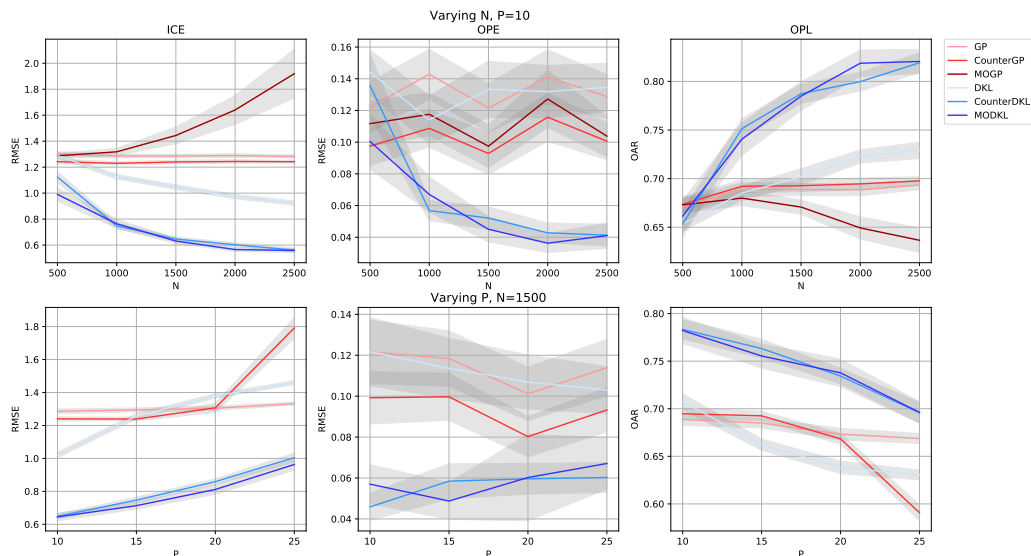 Varying N, P=10
ICE
OPE
OPL
RMSE
2.0
1.8
1.6
1.4
1.2
1.0
0.8
0.6
500 1000 1500 2000 2500
N
RMSE
0.16
0.14
0.12
0.10
0.08
0.06
0.04
500 1000 1500 2000 2500
N
OAR
0.80
0.75
0.70
0.65
500 1000 1500 2000 2500
N
GP
CounterGP
MOGP
DKL
CounterDKL
MODKL
Varying P, N=1500
RMSE
1.8
1.6
1.4
1.2
1.0
0.8
0.6
10 15 20 25
P
RMSE
0.14
0.12
0.10
0.08
0.06
0.04
10 15 20 25
P
OAR
0.80
0.75
0.70
0.65
0.60
10 15 20 25
P